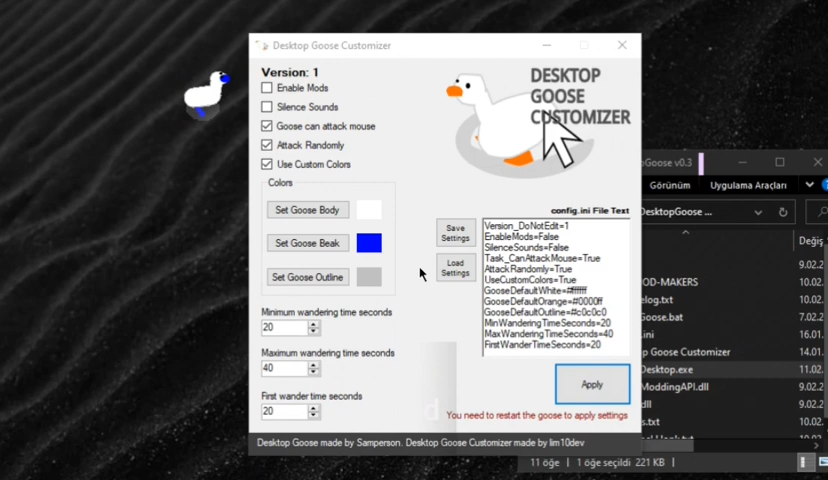 Desktop Goose Customizer
Version: 1
Enable Mods
Silence Sounds
Goose can attack mouse
Attack Randomly
Use Custom Colors
Colors
Set Goose Body
Set Goose Beak
Set Goose Outline
Minimum wandering time seconds
20
Maximum wandering time seconds
40
First wander time seconds
20
DESKTOP
GOOSE
CUSTOMIZER
config.ini File Text
Save
Settings
Load
Settings
Version_DoNotEdit=1
EnableMods=False
SilenceSounds=False
Task_CanAttackMouse=True
AttackRandomly=True
UseCustomColors=True
GooseDefaultWhite=#ffffff
GooseDefaultOrange=#0000ff
GooseDefaultOutline=#c0c0c0
MinWanderingTimeSeconds=20
MaxWanderingTimeSeconds=40
FirstWanderTimeSeconds=20
Apply
d
You need to restart the goose to apply settings
Desktop Goose made by Samperson. Desktop Goose Customizer made by lim10dev
pGoose v0.3
Görünüm Uygulama Araçları
DesktopGoose ...
Değiş
9.02.2
OD-MAKERS 10.02.
elog.txt 10.02.
Goose.bat 7.02.2
.ini 16.01.
p Goose Customizer 14.01.
Desktop.exe 11.02.
ModdingAPI.dll 10.02.
dll 9.02.2
s.txt 10.02.
10.02.
11 öğe 1 öğe seçildi 221 KB